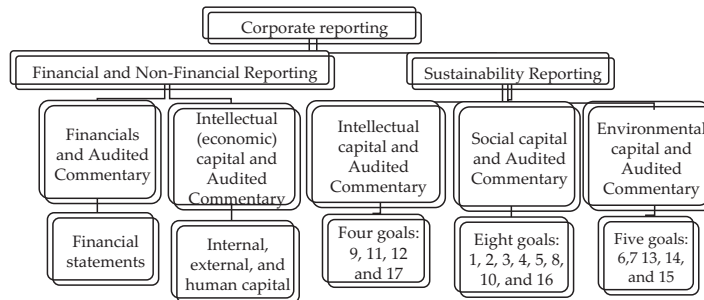 Corporate reporting
Financial and Non-Financial Reporting
Sustainability Reporting
Financials
and Audited
Commentary
Intellectual
(economic)
capital and
Audited
Commentary
Intellectual
capital and
Audited
Commentary
Social capital
and Audited
Commentary
Environmental
capital and
Audited
Commentary
Financial
statements
Internal,
external, and
human capital
Four goals:
9, 11, 12
and 17
Eight goals:
1, 2, 3, 4, 5, 8,
10, and 16
Five goals:
6,7 13, 14,
and 15